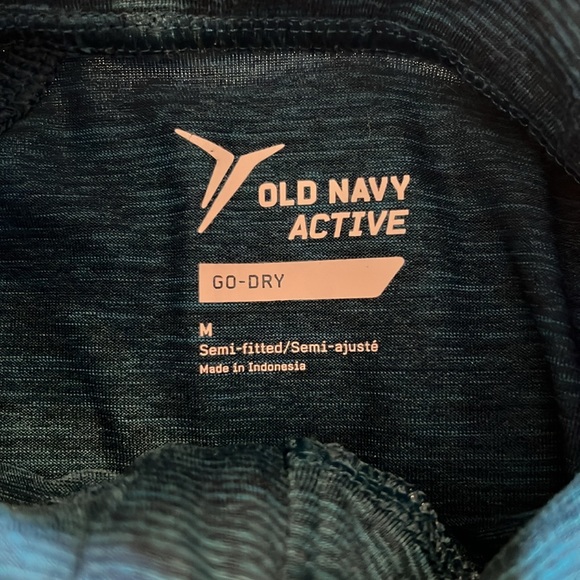 OLD NAVY
ACTIVE
GO-DRY
M
Semi-fitted/Semi-ajusté
Made in Indonesia